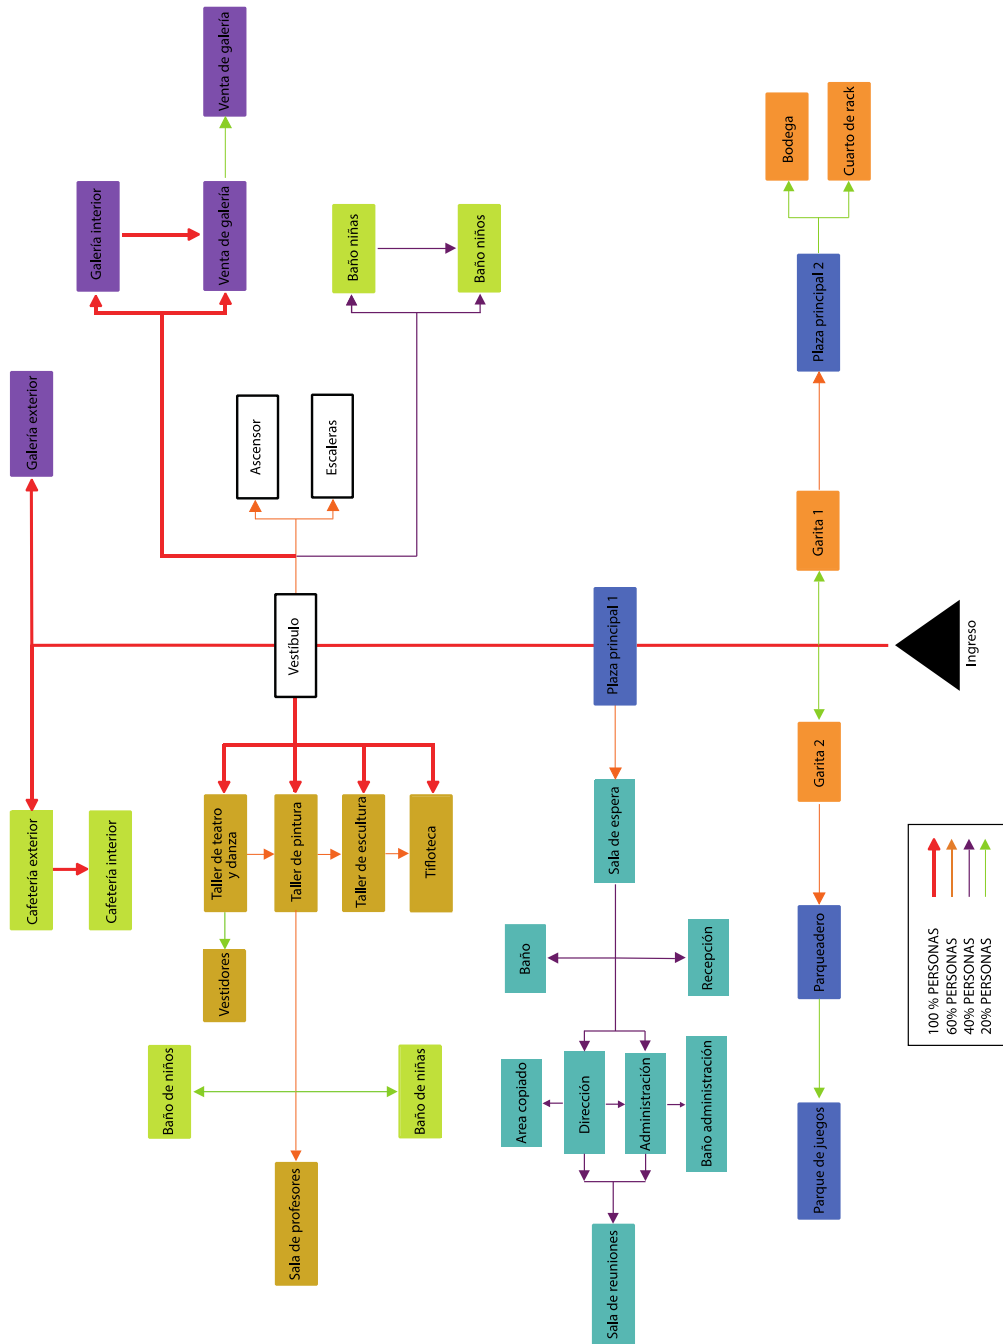 Cafetería exterior
Galería exterior
Cafetería interior
Galería interior
Baño de niños
Vestidores
Taller de teatro
y danza
Venta de galería
Venta de galería
Ascensor
Sala de profesores
Taller de pintura
Vestíbulo
Escaleras
Taller de escultura
Baño niñas
Baño de niñas
Tifloteca
Baño niños
Area copiado
Baño
Dirección
Sala de reuniones
Sala de espera
Plaza principal 1
Administración
Baño administración
Recepción
Bodega
Parque de juegos
Parqueadero
Garita 2
Garita 1
Plaza principal 2
Cuarto de rack
Ingreso
100 % PERSONAS
60% PERSONAS
40% PERSONAS
20% PERSONAS